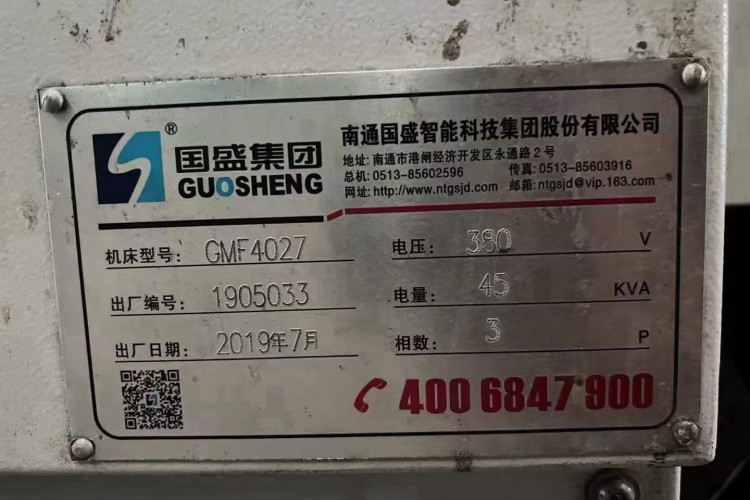 国盛集团®
GUOSHENG
南通国盛智能科技集团股份有限公司
地址: 南通市港闸经济开发区永通路2号
总机: 0513-85602596 传真: 0513-85603916
网址: http://www.ntgsjd.com 邮箱: ntgsjd@vip.163.com
机床型号: GMF4027 电压: 380 V
出厂编号: 1905033 电量: 45 KVA
出厂日期: 2019年7月 相数: 3 P
400 6847 900